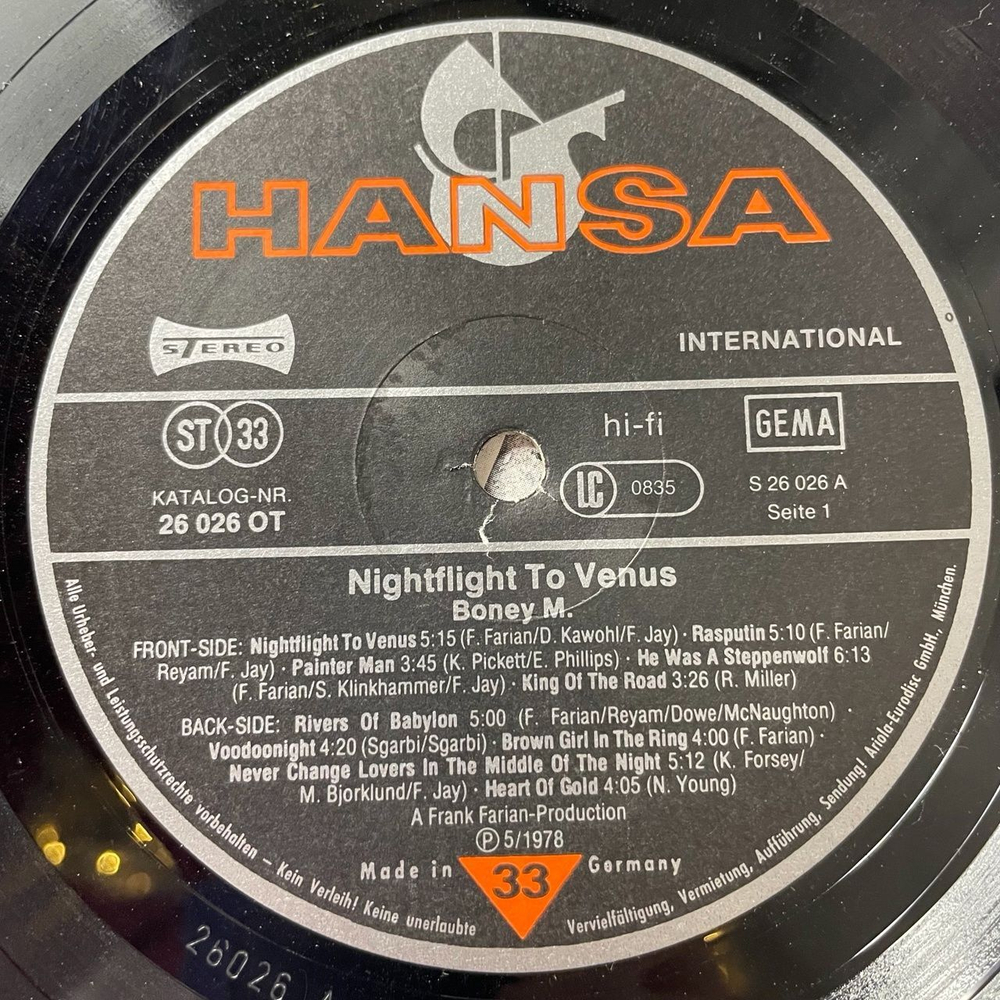 HANSA
STEREO
INTERNATIONAL
ST 33
hi-fi
GEMA
KATALOG-NR.
26 026 OT
LC 0835
S 26 026 A
Seite 1
Nightflight To Venus
Boney M.
FRONT-SIDE: Nightflight To Venus 5:15 (F. Farian/D. Kawohl/F. Jay) · Rasputin 5:10 (F. Farian/
Reyam/F. Jay) · Painter Man 3:45 (K. Pickett/E. Phillips) · He Was A Steppenwolf 6:13
(F. Farian/S. Klinkhammer/F. Jay) · King Of The Road 3:26 (R. Miller)
BACK-SIDE: Rivers Of Babylon 5:00 (F. Farian/Reyam/Dowe/McNaughton) ·
Voodoonight 4:20 (Sgarbi/Sgarbi) · Brown Girl In The Ring 4:00 (F. Farian) ·
Never Change Lovers In The Middle Of The Night 5:12 (K. Forsey/
M. Bjorklund/F. Jay) · Heart Of Gold 4:05 (N. Young)
A Frank Farian-Production
Ⓟ 5/1978
Made in 33 Germany
Alle Urheber- und Leistungsschutzrechte vorbehalten – Kein Verleih! Keine unerlaubte Vervielfältigung, Vermietung, Aufführung, Sendung! Ariola-Eurodisc GmbH., München.
26026